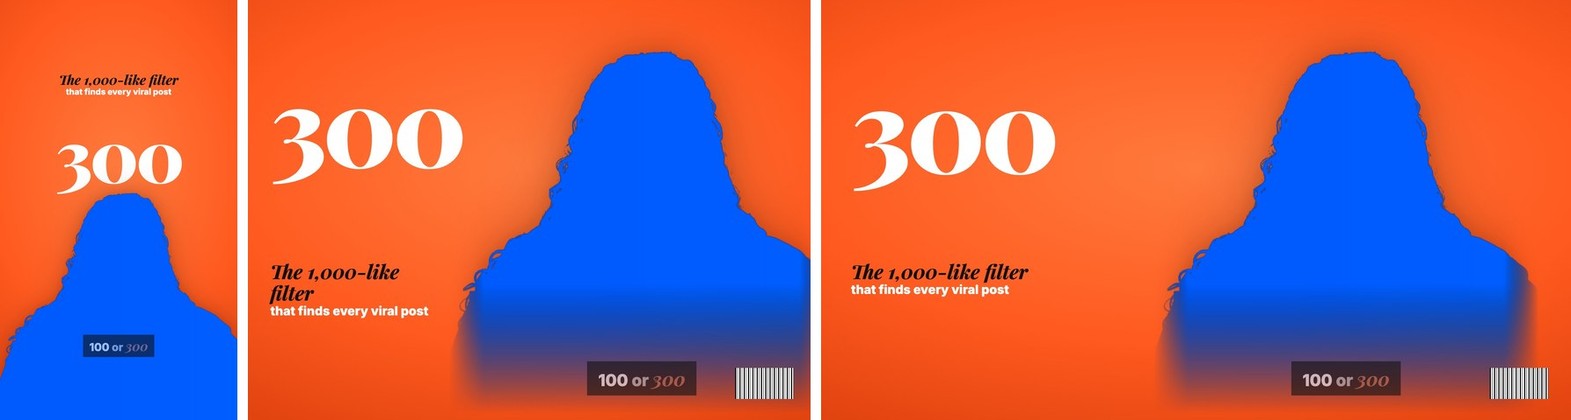 The 1,000-like filter
that finds every viral post
300
100 or 300
300
The 1,000-like
filter
that finds every viral post
100 or 300
300
The 1,000-like filter
that finds every viral post
100 or 300